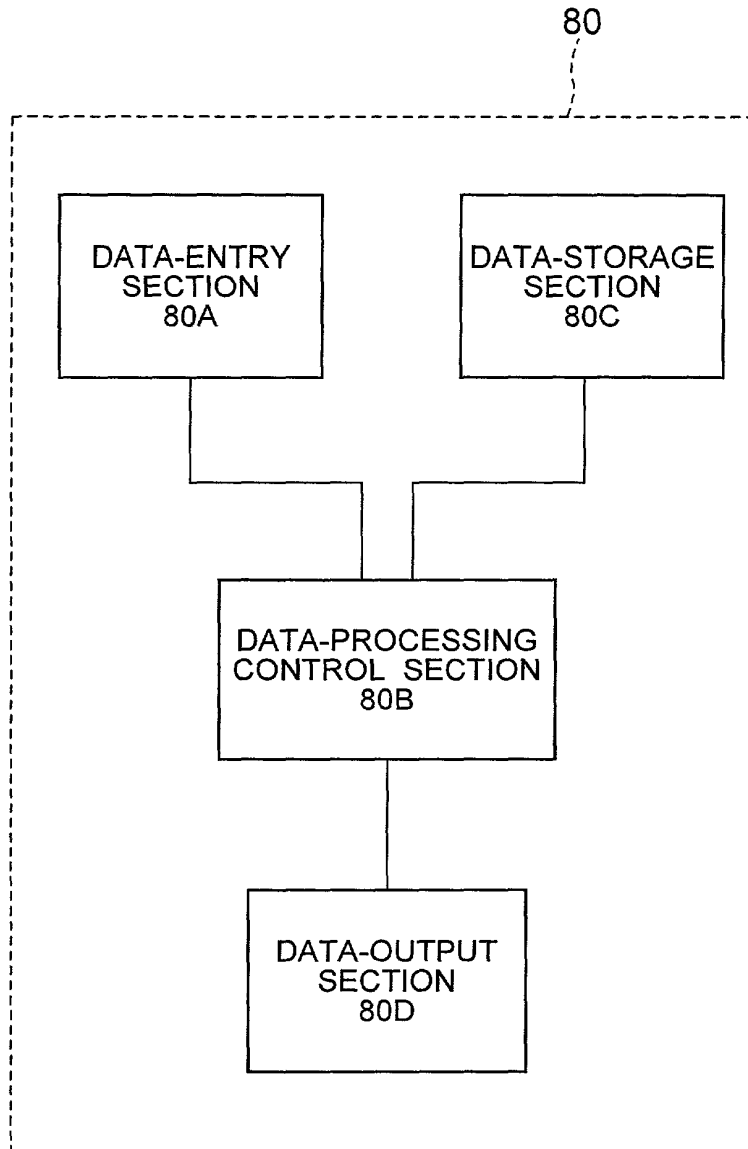 80
DATA-ENTRY
SECTION
80A
DATA-STORAGE
SECTION
80C
DATA-PROCESSING
CONTROL SECTION
80B
DATA-OUTPUT
SECTION
80D